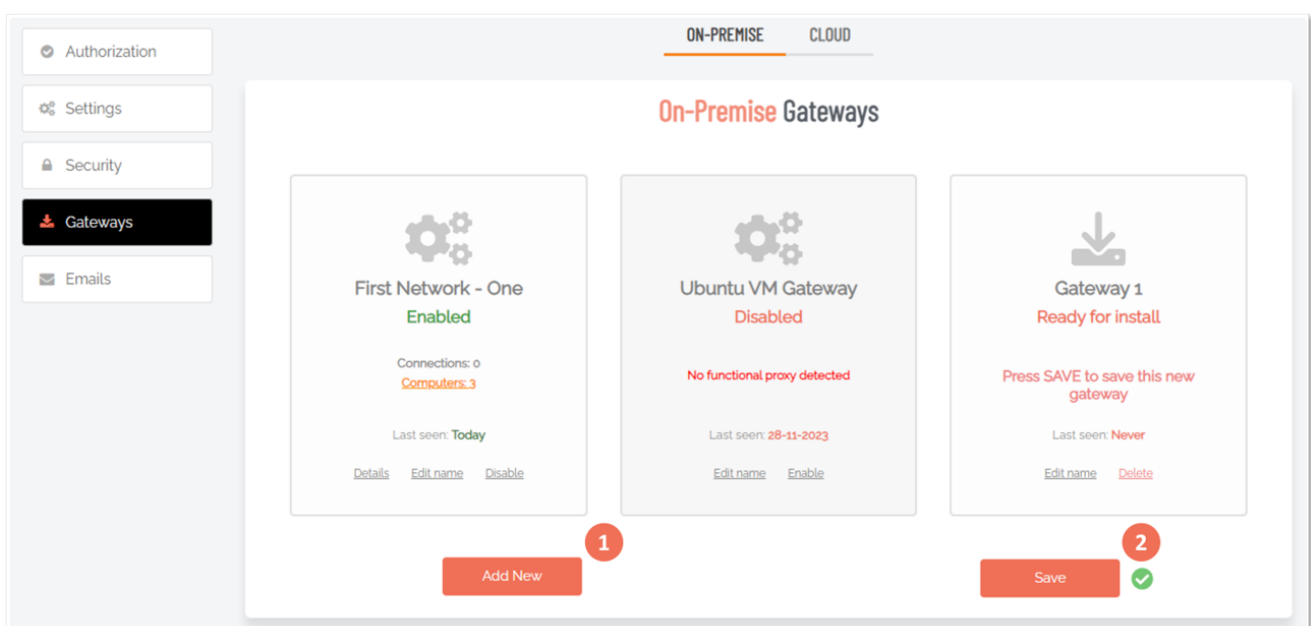 Authorization
Settings
Security
Gateways
Emails
ON-PREMISE CLOUD
On-Premise Gateways
First Network - One
Enabled
Connections: 0
Computers: 3
Last seen: Today
Details Edit name Disable
Ubuntu VM Gateway
Disabled
No functional proxy detected
Last seen: 28-11-2023
Edit name Enable
Gateway 1
Ready for install
Press SAVE to save this new
gateway
Last seen: Never
Edit name Delete
1
Add New
2
Save